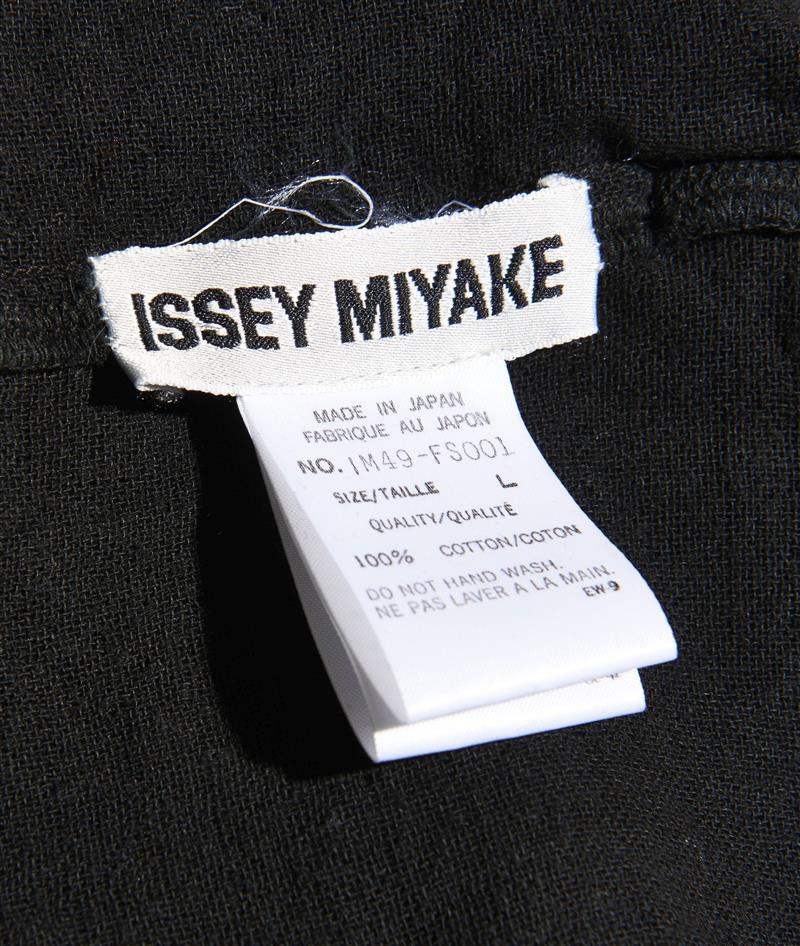 ISSEY MIYAKE
MADE IN JAPAN
FABRIQUE AU JAPON
NO. IM49-FS001
SIZE/TAILLE L
QUALITY/QUALITÉ
100% COTTON/COTON
DO NOT HAND WASH.
NE PAS LAVER A LA MAIN.
EW-9